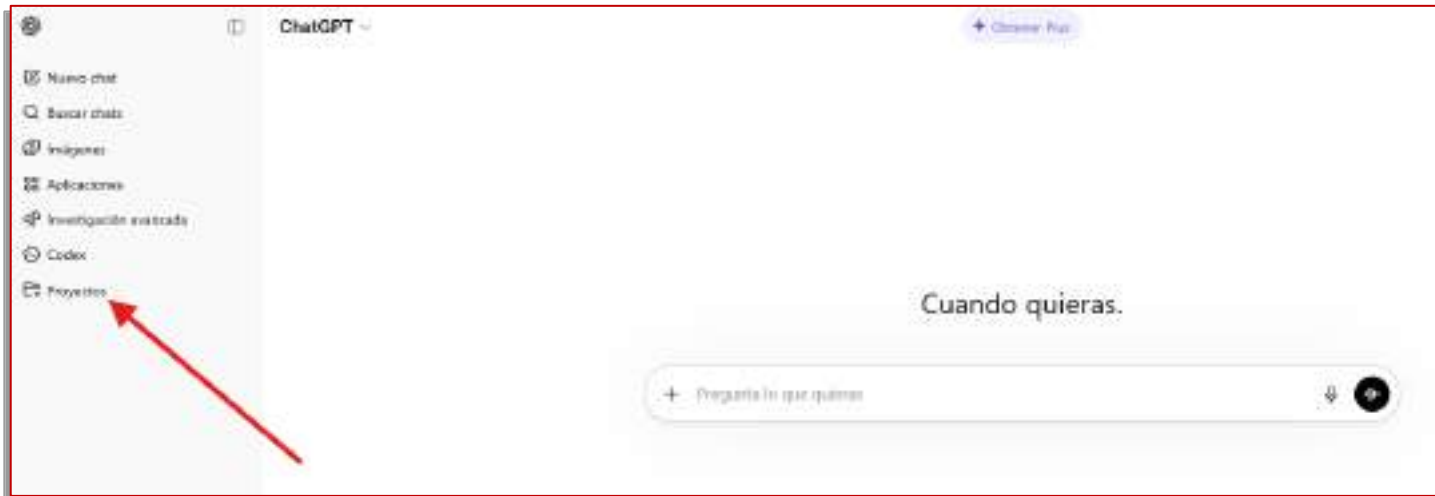 ChatGPT
Obtener Plus
Nuevo chat
Buscar chats
Imágenes
Aplicaciones
Investigación avanzada
Codex
Proyectos
Cuando quieras.
Pregunta lo que quieras